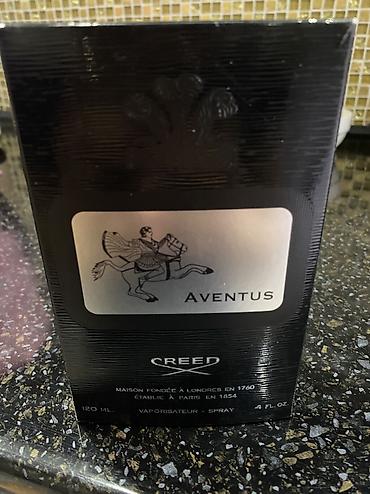 AVENTUS
CREED
MAISON FONDÉE À LONDRES EN 1760
ÉTABLIE À PARIS EN 1854
120 ML. VAPORISATEUR - SPRAY 4 FL. OZ.